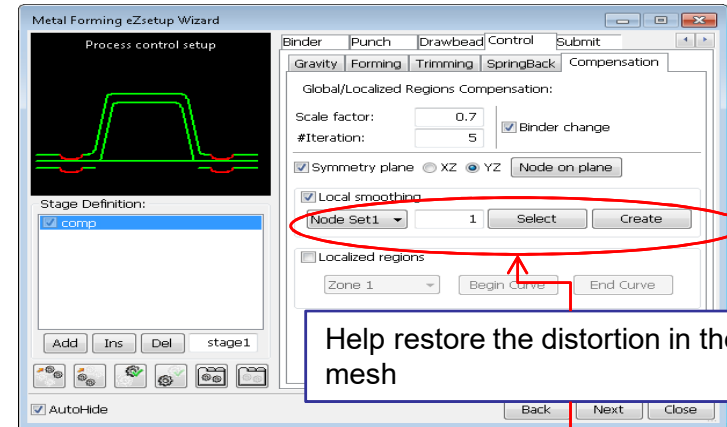 Metal Forming eZsetup Wizard
Process control setup
Binder Punch Drawbead Control Submit
Gravity Forming Trimming SpringBack Compensation
Global/Localized Regions Compensation:
Scale factor: 0.7
#Iteration: 5
Binder change
Symmetry plane XZ YZ Node on plane
Stage Definition:
comp
Local smoothing
Node Set1 1 Select Create
Localized regions
Zone 1 Begin Curve End Curve
Add Ins Del stage1
Help restore the distortion in the
mesh
AutoHide
Back Next Close